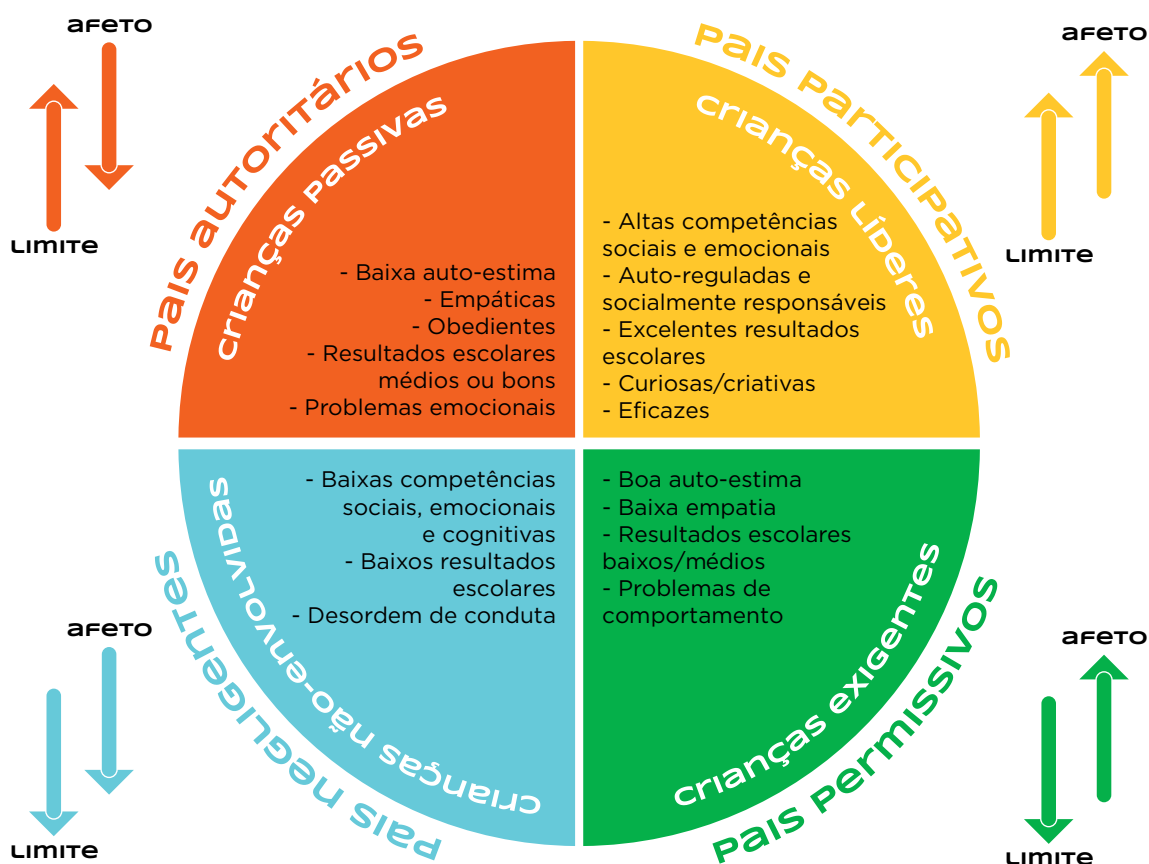 AFETO
LIMITE
PAIS AUTORITÁRIOS
CRIANÇAS PASSIVAS
- Baixa auto-estima
- Empáticas
- Obedientes
- Resultados escolares
médios ou bons
- Problemas emocionais
PAIS PARTICIPATIVOS
CRIANÇAS LÍDERES
- Altas competências
sociais e emocionais
- Auto-reguladas e
socialmente responsáveis
- Excelentes resultados
escolares
- Curiosas/criativas
- Eficazes
AFETO
LIMITE
AFETO
LIMITE
PAIS NEGLIGENTES
CRIANÇAS NÃO-ENVOLVIDAS
- Baixas competências
sociais, emocionais
e cognitivas
- Baixos resultados
escolares
- Desordem de conduta
- Boa auto-estima
- Baixa empatia
- Resultados escolares
baixos/médios
- Problemas de
comportamento
CRIANÇAS EXIGENTES
PAIS PERMISSIVOS
AFETO
LIMITE